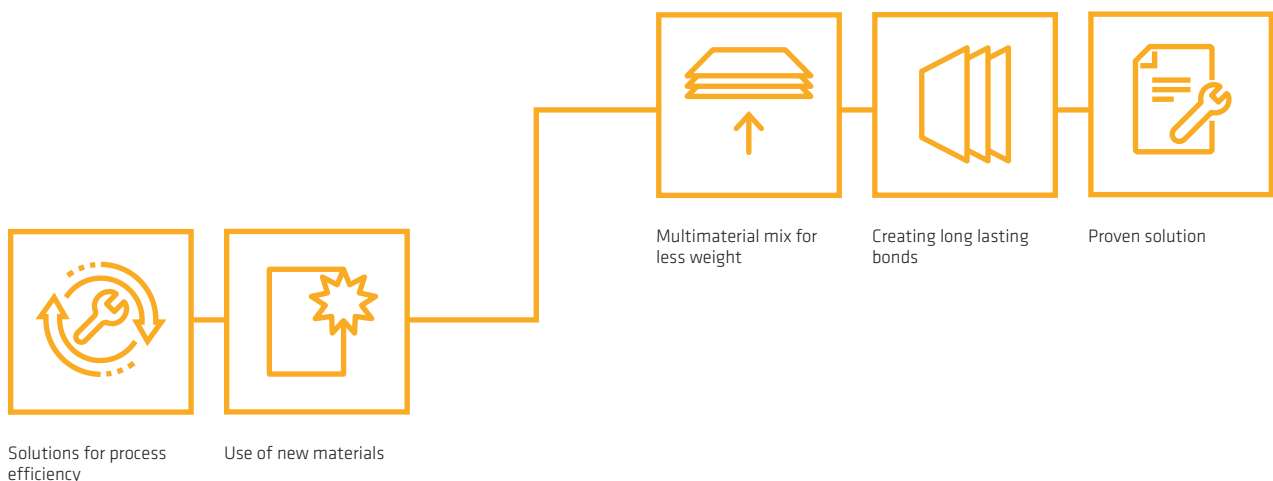 Multimaterial mix for
less weight
Creating long lasting
bonds
Proven solution
Solutions for process
efficiency
Use of new materials